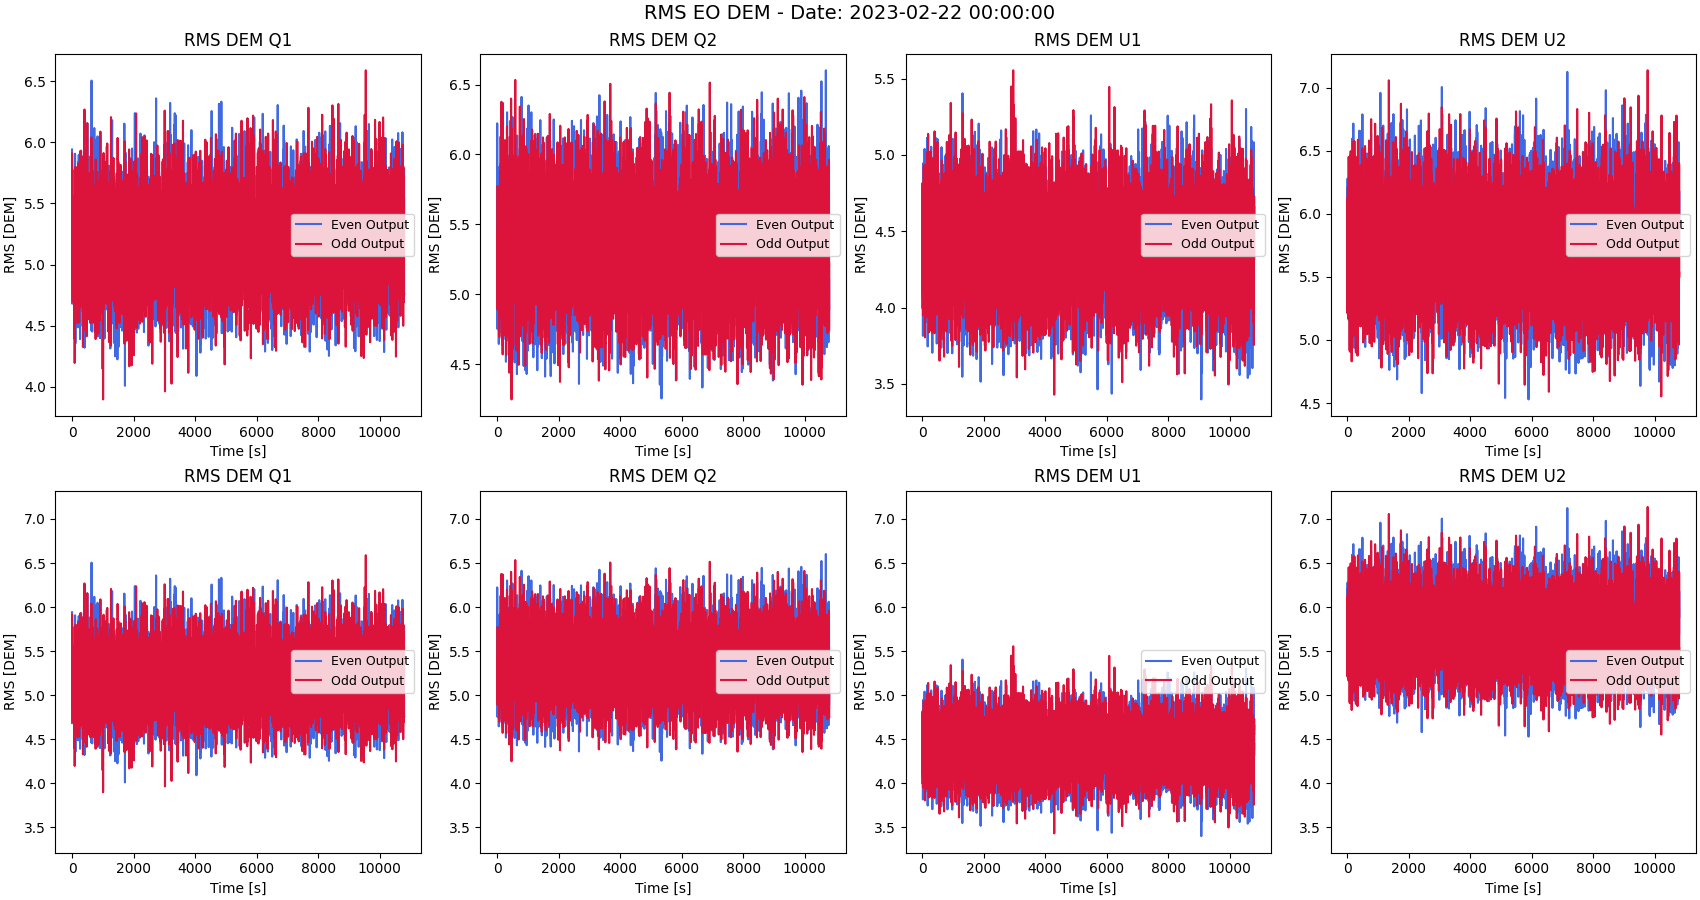 RMS EO DEM - Date: 2023-02-22 00:00:00
RMS DEM Q1
RMS [DEM]
6.5
6.0
5.5
5.0
4.5
4.0
Even Output
Odd Output
0 2000 4000 6000 8000 10000
Time [s]
RMS DEM Q2
RMS [DEM]
6.5
6.0
5.5
5.0
4.5
Even Output
Odd Output
0 2000 4000 6000 8000 10000
Time [s]
RMS DEM U1
RMS [DEM]
5.5
5.0
4.5
4.0
3.5
Even Output
Odd Output
0 2000 4000 6000 8000 10000
Time [s]
RMS DEM U2
RMS [DEM]
7.0
6.5
6.0
5.5
5.0
4.5
Even Output
Odd Output
0 2000 4000 6000 8000 10000
Time [s]
RMS DEM Q1
RMS [DEM]
7.0
6.5
6.0
5.5
5.0
4.5
4.0
3.5
Even Output
Odd Output
0 2000 4000 6000 8000 10000
Time [s]
RMS DEM Q2
RMS [DEM]
7.0
6.5
6.0
5.5
5.0
4.5
4.0
3.5
Even Output
Odd Output
0 2000 4000 6000 8000 10000
Time [s]
RMS DEM U1
RMS [DEM]
7.0
6.5
6.0
5.5
5.0
4.5
4.0
3.5
Even Output
Odd Output
0 2000 4000 6000 8000 10000
Time [s]
RMS DEM U2
RMS [DEM]
7.0
6.5
6.0
5.5
5.0
4.5
4.0
3.5
Even Output
Odd Output
0 2000 4000 6000 8000 10000
Time [s]